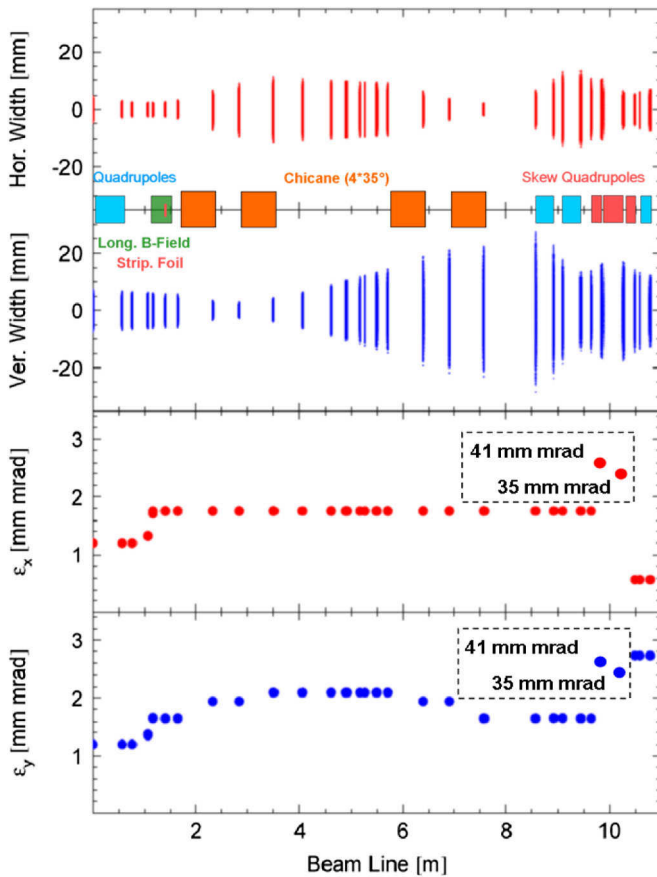 Hor. Width [mm]
20
0
-20
Quadrupoles
Chicane (4*35°)
Skew Quadrupoles
Long. B-Field
Strip. Foil
Ver. Width [mm]
20
0
-20
εx [mm mrad]
3
2
1
41 mm mrad
35 mm mrad
εy [mm mrad]
3
2
1
41 mm mrad
35 mm mrad
2 4 6 8 10
Beam Line [m]